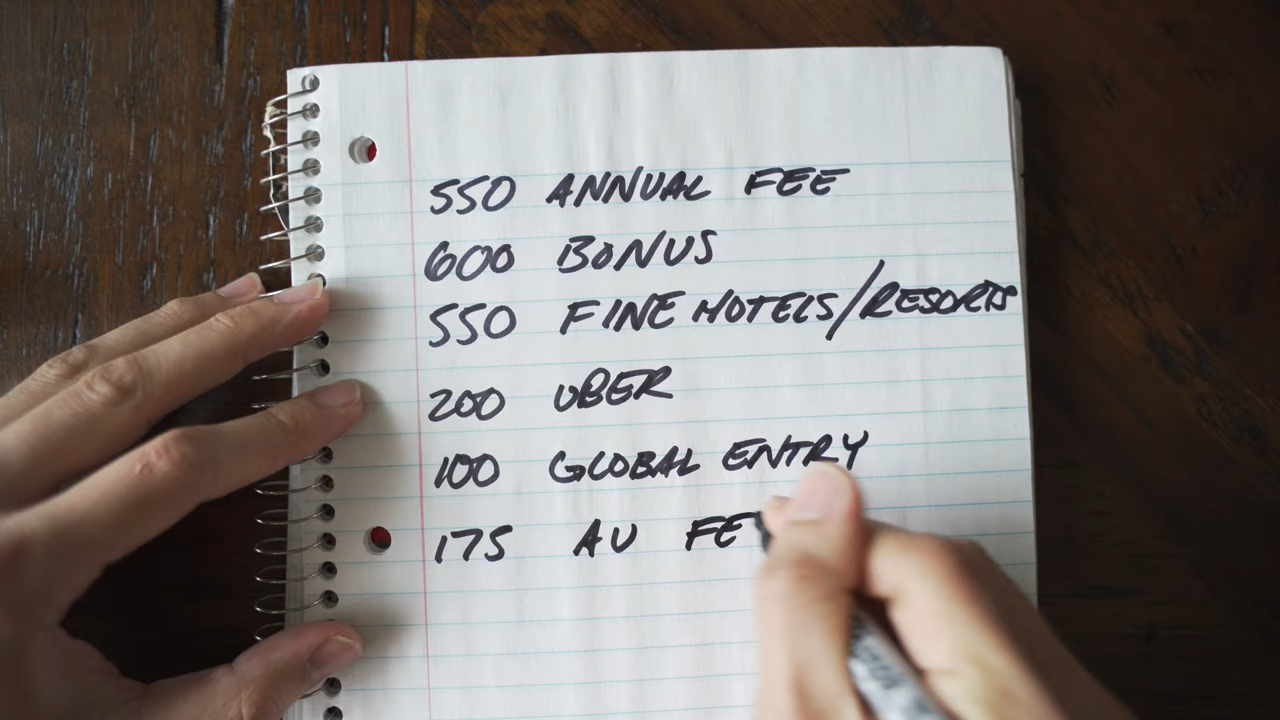 550 ANNUAL FEE
600 BONUS
550 FINE HOTELS/RESORTS
200 UBER
100 GLOBAL ENTRY
175 AU FE